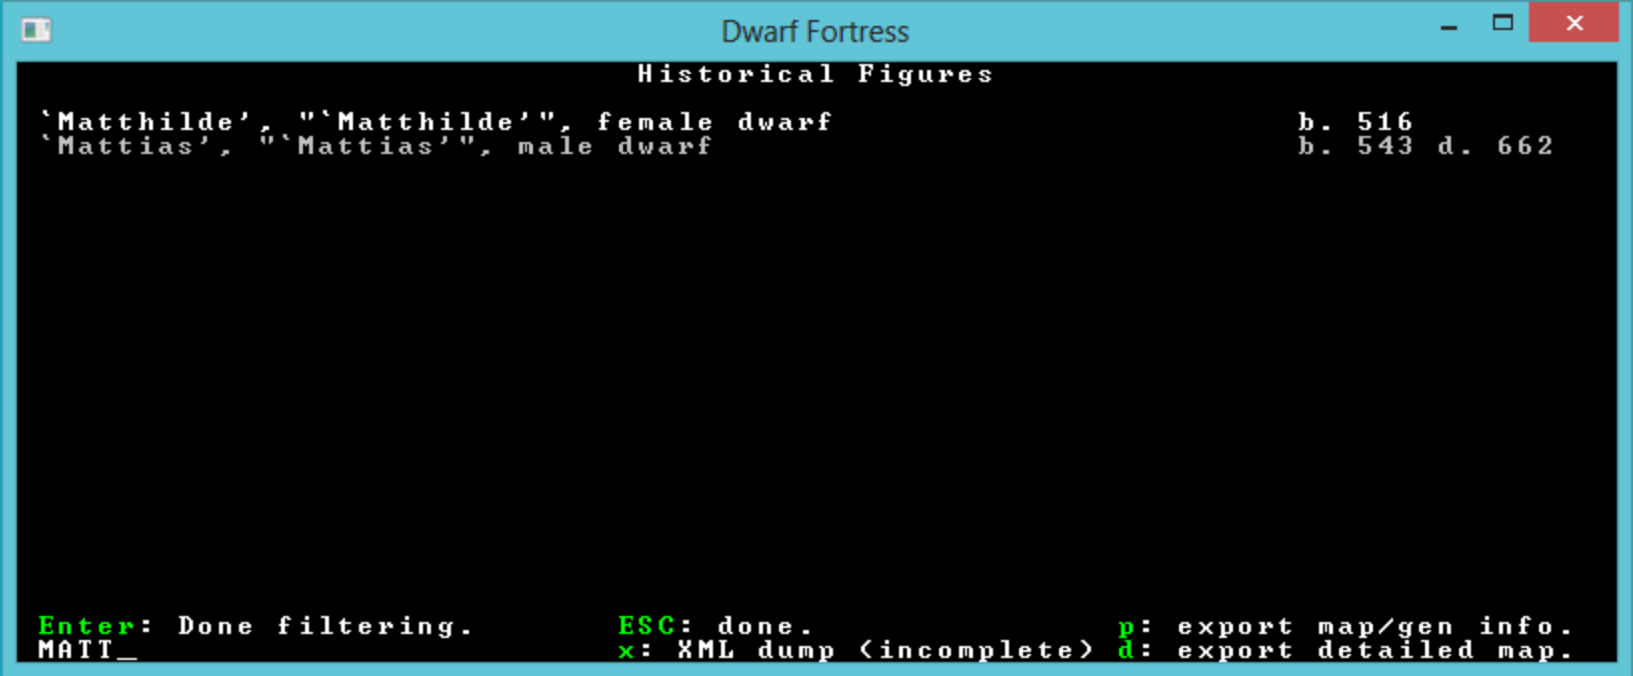 Dwarf Fortress
Historical Figures
`Matthilde', "`Matthilde'", female dwarf b. 516
`Mattias', "`Mattias'", male dwarf b. 543 d. 662
Enter: Done filtering. ESC: done. p: export map/gen info.
MATT_ x: XML dump (incomplete) d: export detailed map.